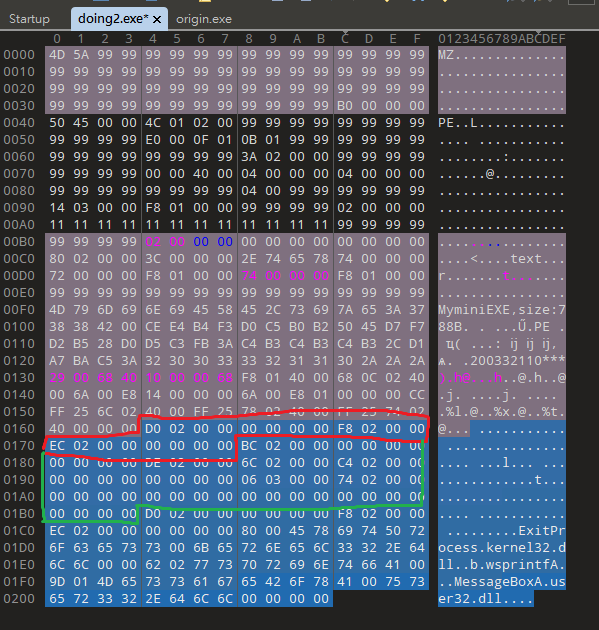 Startup doing2.exe* × origin.exe
0 1 2 3 4 5 6 7 8 9 A B C D E F 0123456789ABCDEF
0000 4D 5A 99 99 99 99 99 99 99 99 99 99 99 99 99 99 MZ..............
0010 99 99 99 99 99 99 99 99 99 99 99 99 99 99 99 99 ................
0020 99 99 99 99 99 99 99 99 99 99 99 99 99 99 99 99 ................
0030 99 99 99 99 99 99 99 99 99 99 99 99 B0 00 00 00 ................
0040 50 45 00 00 4C 01 02 00 99 99 99 99 99 99 99 99 PE..L...........
0050 99 99 99 99 E0 00 0F 01 0B 01 99 99 99 99 99 99 ................
0060 99 99 99 99 99 99 99 99 3A 02 00 00 99 99 99 99 ........:.......
0070 99 99 99 99 00 00 40 00 04 00 00 00 04 00 00 00 ......@.........
0080 99 99 99 99 99 99 99 99 04 00 99 99 99 99 99 99 ................
0090 14 03 00 00 F8 01 00 00 99 99 99 99 02 00 00 00 ................
00A0 11 11 11 11 11 11 11 11 11 11 11 11 99 99 99 99 ................
00B0 99 99 99 99 02 00 00 00 00 00 00 00 00 00 00 00 ................
00C0 80 02 00 00 3C 00 00 00 2E 74 65 78 74 00 00 00 ....<....text...
00D0 72 00 00 00 F8 01 00 00 74 00 00 00 F8 01 00 00 r.......t.......
00E0 99 99 99 99 99 99 99 99 99 99 99 99 99 99 99 99 ................
00F0 4D 79 6D 69 6E 69 45 58 45 2C 73 69 7A 65 3A 37 MyminiEXE,size:7
0100 38 38 42 00 CE E4 B4 F3 D0 C5 B0 B2 50 45 D7 F7 88B.
0110 D2 B5 28 D0 D5 C3 FB 3A C4 B3 C4 B3 C4 B3 2C D1
0120 A7 BA C5 3A 32 30 30 33 33 32 31 31 30 2A 2A 2A 200332110***
0130 29 00 68 40 10 00 00 68 F8 01 40 00 68 0C 02 40 ).h@...h..@.h..@
0140 00 6A 00 E8 14 00 00 00 6A 00 E8 01 00 00 00 CC .j......j.......
0150 FF 25 6C 02 40 00 FF 25 78 02 40 00 FF 25 74 02 .%l.@..%x.@..%t.
0160 40 00 00 00 D0 02 00 00 00 00 00 00 F8 02 00 00 @...............
0170 EC 02 00 00 00 00 00 00 BC 02 00 00 00 00 00 00 ................
0180 00 00 00 00 DE 02 00 00 6C 02 00 00 C4 02 00 00 ........l.......
0190 00 00 00 00 00 00 00 00 06 03 00 00 74 02 00 00 ............t...
01A0 00 00 00 00 00 00 00 00 00 00 00 00 00 00 00 00 ................
01B0 00 00 00 00 D0 02 00 00 00 00 00 00 F8 02 00 00 ................
01C0 EC 02 00 00 00 00 00 00 80 00 45 78 69 74 50 72 ..........ExitPr
01D0 6F 63 65 73 73 00 6B 65 72 6E 65 6C 33 32 2E 64 ocess.kernel32.d
01E0 6C 6C 00 00 62 02 77 73 70 72 69 6E 74 66 41 00 ll..b.wsprintfA.
01F0 9D 01 4D 65 73 73 61 67 65 42 6F 78 41 00 75 73 ..MessageBoxA.us
0200 65 72 33 32 2E 64 6C 6C 00 00 00 00 er32.dll....